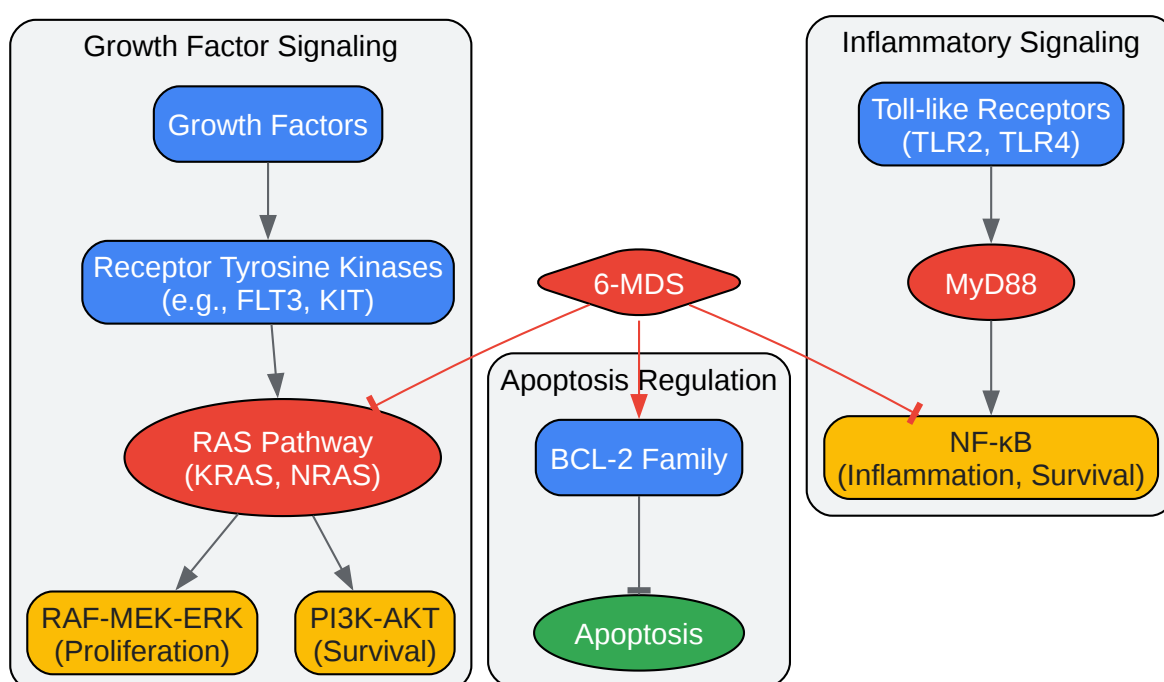 Growth Factor Signaling
Growth Factors
Receptor Tyrosine Kinases
(e.g., FLT3, KIT)
RAS Pathway
(KRAS, NRAS)
RAF-MEK-ERK
(Proliferation)
PI3K-AKT
(Survival)
6-MDS
Apoptosis Regulation
BCL-2 Family
Apoptosis
Inflammatory Signaling
Toll-like Receptors
(TLR2, TLR4)
MyD88
NF-κB
(Inflammation, Survival)